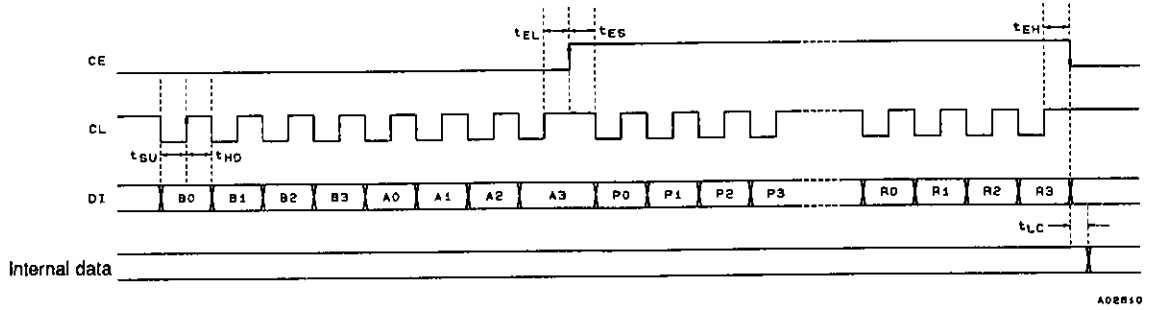 tEL tES tEH
CE
CL
tSU tHD
DI B0 B1 B2 B3 A0 A1 A2 A3 P0 P1 P2 P3 R0 R1 R2 R3
tLC
Internal data
A02610